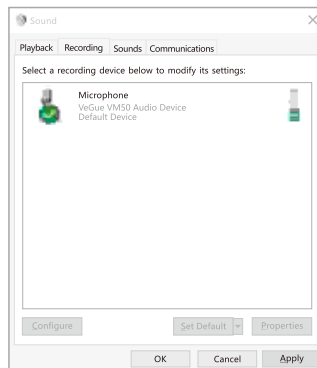 Sound
Playback Recording Sounds Communications
Select a recording device below to modify its settings:
Microphone
VeGue VM50 Audio Device
Default Device
Configure Set Default Properties
OK Cancel Apply